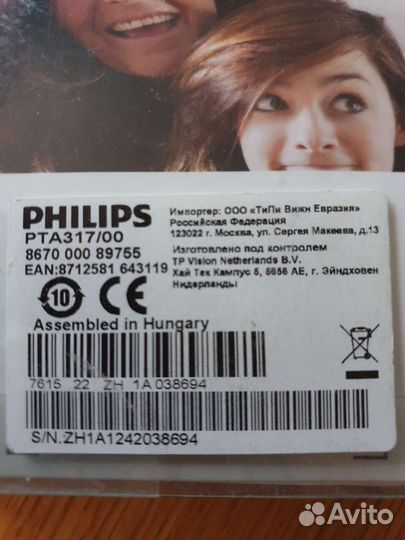 PHILIPS
PTA317/00
8670 000 89755
EAN:8712581 643119
Импортер: ООО «ТиПи Вижн Евразия»
Российская Федерация
123022 г. Москва, ул. Сергея Макеева, д.13
Изготовлено под контролем
TP Vision Netherlands B.V.
Хай Тек Кампус 5, 5656 AE, г. Эйндховен
Нидерланды
10
CE
Assembled in Hungary
7615 22 ZH 1A 038694
S/N.ZH1A1242038694
Avito